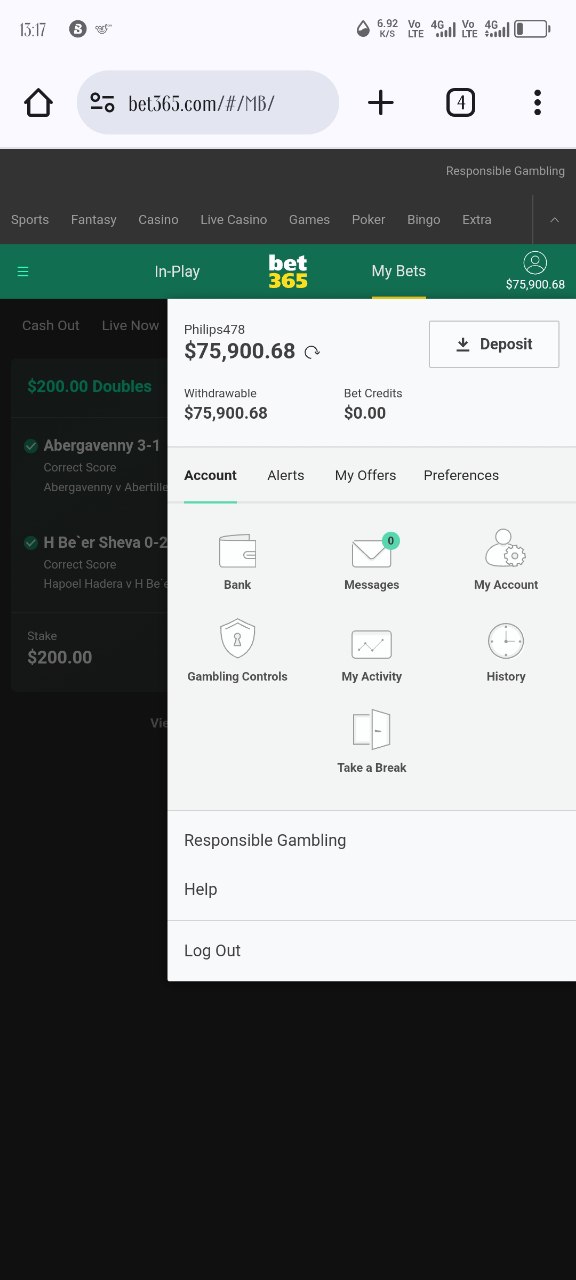 13:17
6.92 K/S Vo LTE 4G Vo LTE 4G
bet365.com/#/MB/
4
Responsible Gambling
Sports Fantasy Casino Live Casino Games Poker Bingo Extra
In-Play bet365 My Bets $75,900.68
Cash Out Live Now
Philips478
$75,900.68 Deposit
Withdrawable Bet Credits
$75,900.68 $0.00
Account Alerts My Offers Preferences
0
Bank Messages My Account
Gambling Controls My Activity History
Take a Break
Responsible Gambling
Help
Log Out
$200.00 Doubles
Abergavenny 3-1
Correct Score
Abergavenny v Abertille
H Be`er Sheva 0-2
Correct Score
Hapoel Hadera v H Be`e
Stake
$200.00
Vie